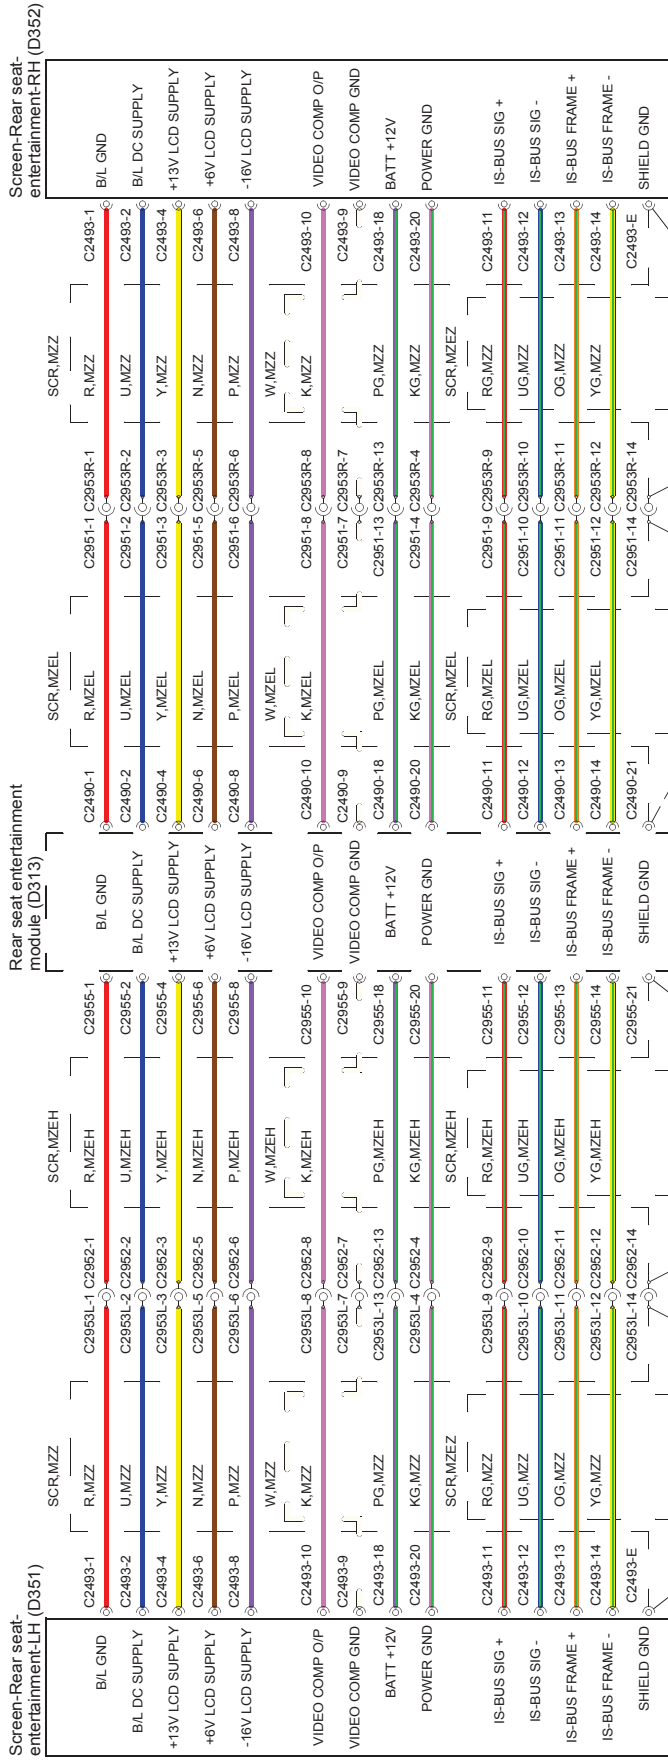 Screen-Rear seat-
entertainment-LH (D351)
Rear seat entertainment
module (D313)
Screen-Rear seat-
entertainment-RH (D352)
SCR,MZZ SCR,MZEH SCR,MZEL SCR,MZZ
B/L GND C2493-1 R,MZZ C2953L-1 C2952-1 R,MZEH C2955-1 B/L GND C2490-1 R,MZEL C2951-1 C2953R-1 R,MZZ C2493-1 B/L GND
B/L DC SUPPLY C2493-2 U,MZZ C2953L-2 C2952-2 U,MZEH C2955-2 B/L DC SUPPLY C2490-2 U,MZEL C2951-2 C2953R-2 U,MZZ C2493-2 B/L DC SUPPLY
+13V LCD SUPPLY C2493-4 Y,MZZ C2953L-3 C2952-3 Y,MZEH C2955-4 +13V LCD SUPPLY C2490-4 Y,MZEL C2951-3 C2953R-3 Y,MZZ C2493-4 +13V LCD SUPPLY
+6V LCD SUPPLY C2493-6 N,MZZ C2953L-5 C2952-5 N,MZEH C2955-6 +6V LCD SUPPLY C2490-6 N,MZEL C2951-5 C2953R-5 N,MZZ C2493-6 +6V LCD SUPPLY
-16V LCD SUPPLY C2493-8 P,MZZ C2953L-6 C2952-6 P,MZEH C2955-8 -16V LCD SUPPLY C2490-8 P,MZEL C2951-6 C2953R-6 P,MZZ C2493-8 -16V LCD SUPPLY
W,MZZ W,MZEH W,MZEL W,MZZ
VIDEO COMP O/P C2493-10 K,MZZ C2953L-8 C2952-8 K,MZEH C2955-10 VIDEO COMP O/P C2490-10 K,MZEL C2951-8 C2953R-8 K,MZZ C2493-10 VIDEO COMP O/P
VIDEO COMP GND C2493-9 C2953L-7 C2952-7 C2955-9 VIDEO COMP GND C2490-9 C2951-7 C2953R-7 C2493-9 VIDEO COMP GND
BATT +12V C2493-18 PG,MZZ C2953L-13 C2952-13 PG,MZEH C2955-18 BATT +12V C2490-18 PG,MZEL C2951-13 C2953R-13 PG,MZZ C2493-18 BATT +12V
POWER GND C2493-20 KG,MZZ C2953L-4 C2952-4 KG,MZEH C2955-20 POWER GND C2490-20 KG,MZEL C2951-4 C2953R-4 KG,MZZ C2493-20 POWER GND
SCR,MZEZ SCR,MZEH SCR,MZEL SCR,MZEZ
IS-BUS SIG + C2493-11 RG,MZZ C2953L-9 C2952-9 RG,MZEH C2955-11 IS-BUS SIG + C2490-11 RG,MZEL C2951-9 C2953R-9 RG,MZZ C2493-11 IS-BUS SIG +
IS-BUS SIG - C2493-12 UG,MZZ C2953L-10 C2952-10 UG,MZEH C2955-12 IS-BUS SIG - C2490-12 UG,MZEL C2951-10 C2953R-10 UG,MZZ C2493-12 IS-BUS SIG -
IS-BUS FRAME + C2493-13 OG,MZZ C2953L-11 C2952-11 OG,MZEH C2955-13 IS-BUS FRAME + C2490-13 OG,MZEL C2951-11 C2953R-11 OG,MZZ C2493-13 IS-BUS FRAME +
IS-BUS FRAME - C2493-14 YG,MZZ C2953L-12 C2952-12 YG,MZEH C2955-14 IS-BUS FRAME - C2490-14 YG,MZEL C2951-12 C2953R-12 YG,MZZ C2493-14 IS-BUS FRAME -
SHIELD GND C2493-E C2953L-14 C2952-14 C2955-21 SHIELD GND C2490-21 C2951-14 C2953R-14 C2493-E SHIELD GND